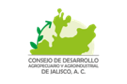 CONSEJO DE DESARROLLO
AGROPECUARIO Y AGROINDUSTRIAL
DE JALISCO, A. C.